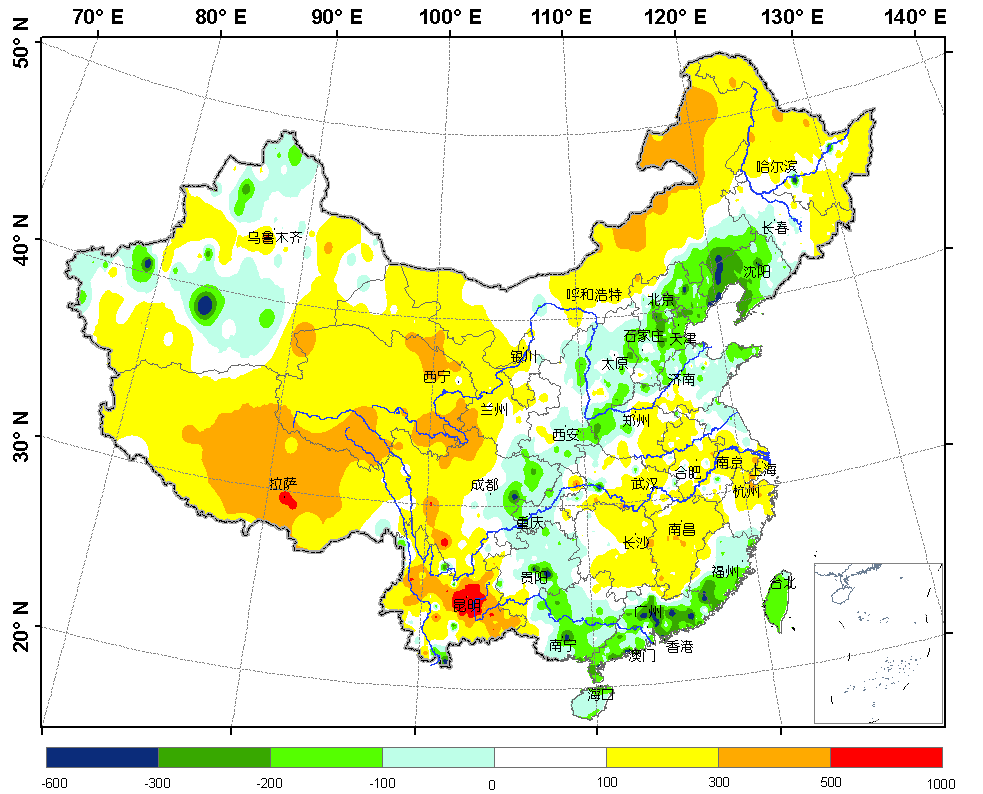 70° E 80° E 90° E 100° E 110° E 120° E 130° E 140° E
50° N
哈尔滨
长春
乌鲁木齐
40° N
沈阳
呼和浩特
北京
石家庄 天津
银川
太原
西宁
济南
兰州
郑州
30° N
西安
南京
上海
合肥
拉萨
成都
武汉
杭州
重庆
南昌
长沙
福州
贵阳
台北
昆明
广州
20° N
南宁
香港
澳门
海口
-600 -300 -200 -100 0 100 300 500 1000